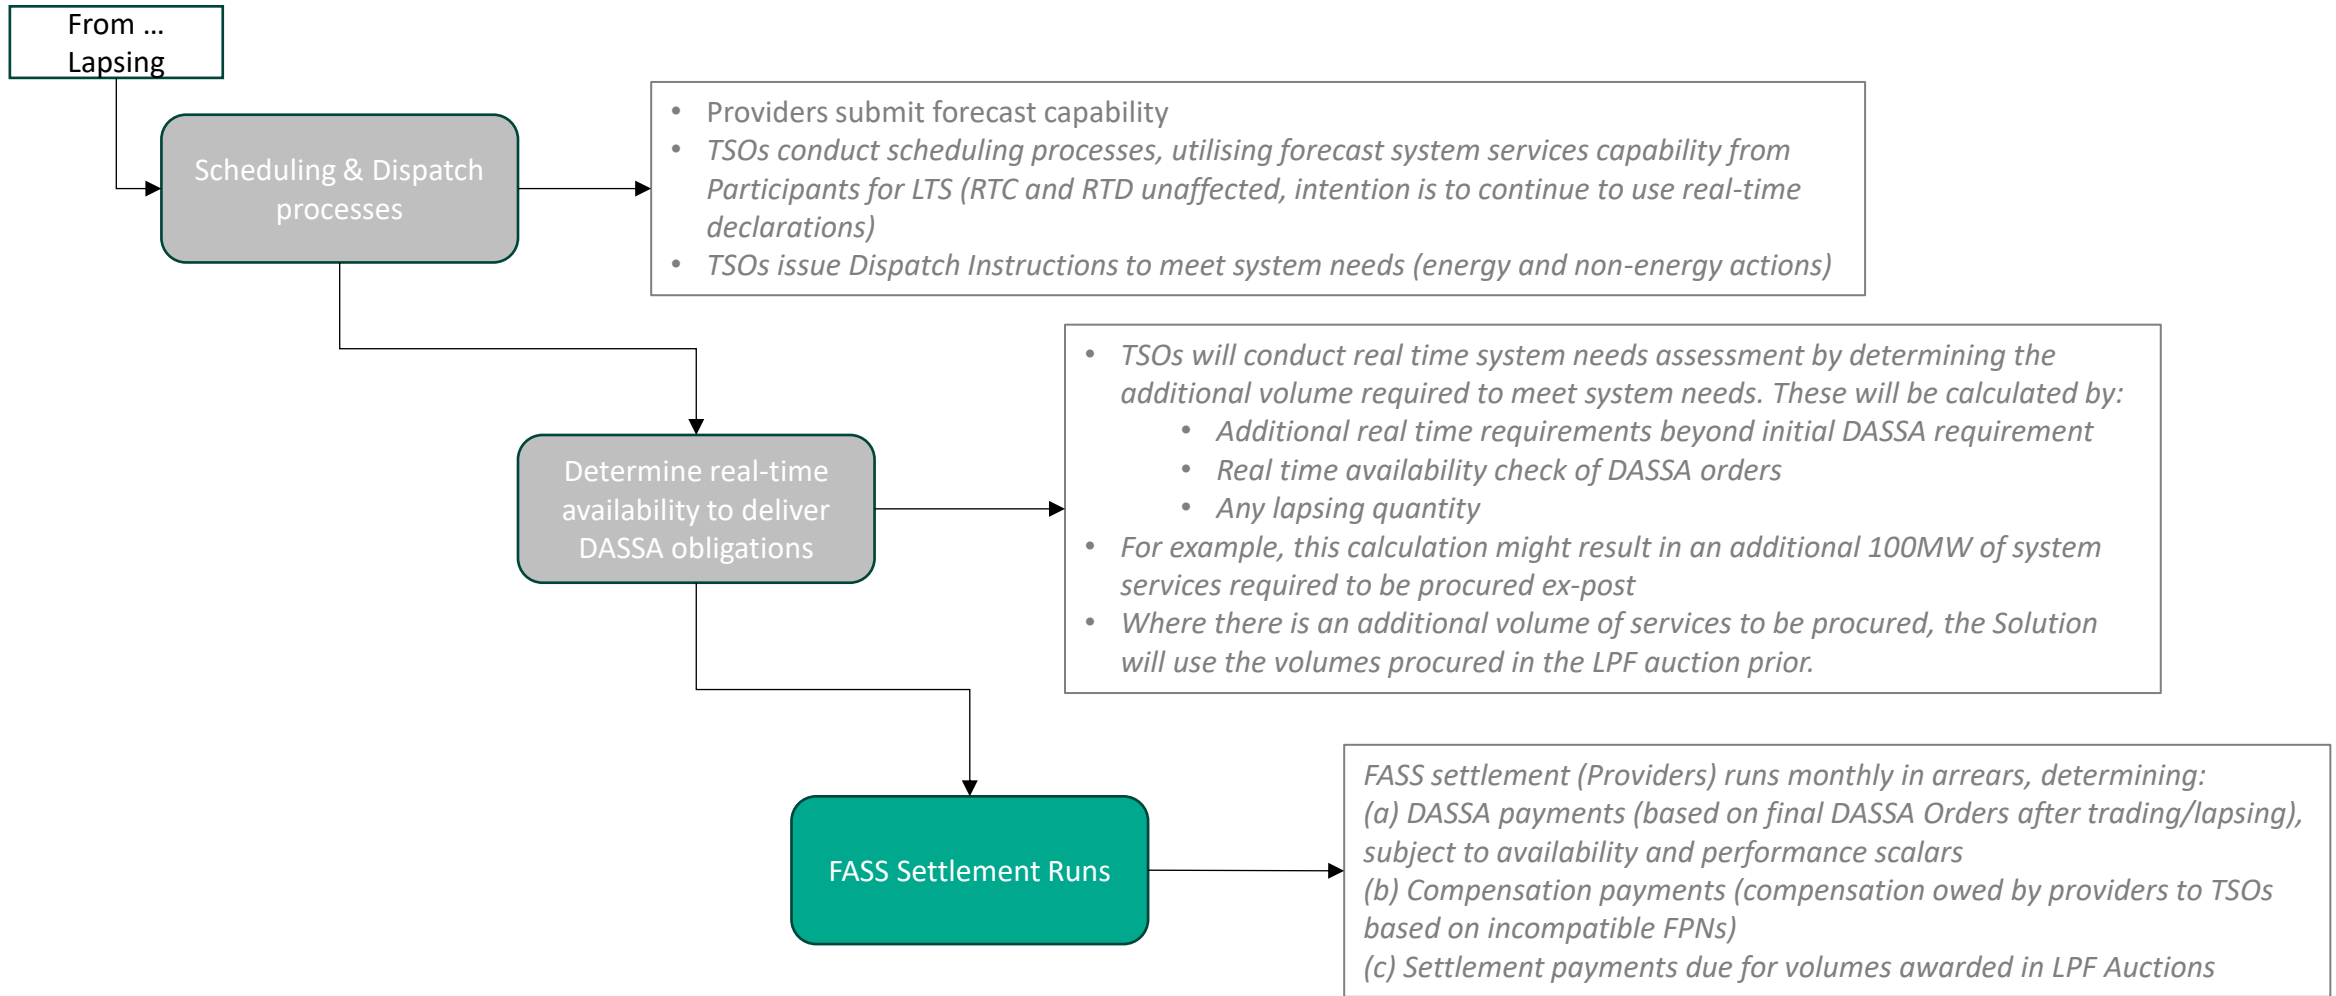 From ...
Lapsing
Scheduling & Dispatch
processes
• Providers submit forecast capability
• TSOs conduct scheduling processes, utilising forecast system services capability from
Participants for LTS (RTC and RTD unaffected, intention is to continue to use real-time
declarations)
• TSOs issue Dispatch Instructions to meet system needs (energy and non-energy actions)
Determine real-time
availability to deliver
DASSA obligations
• TSOs will conduct real time system needs assessment by determining the
additional volume required to meet system needs. These will be calculated by:
• Additional real time requirements beyond initial DASSA requirement
• Real time availability check of DASSA orders
• Any lapsing quantity
• For example, this calculation might result in an additional 100MW of system
services required to be procured ex-post
• Where there is an additional volume of services to be procured, the Solution
will use the volumes procured in the LPF auction prior.
FASS Settlement Runs
FASS settlement (Providers) runs monthly in arrears, determining:
(a) DASSA payments (based on final DASSA Orders after trading/lapsing),
subject to availability and performance scalars
(b) Compensation payments (compensation owed by providers to TSOs
based on incompatible FPNs)
(c) Settlement payments due for volumes awarded in LPF Auctions